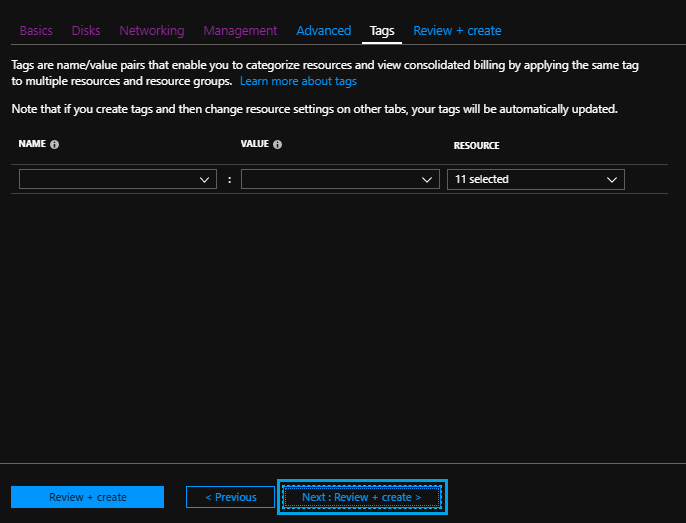 Basics Disks Networking Management Advanced Tags Review + create
Tags are name/value pairs that enable you to categorize resources and view consolidated billing by applying the same tag
to multiple resources and resource groups. Learn more about tags
Note that if you create tags and then change resource settings on other tabs, your tags will be automatically updated.
NAME VALUE RESOURCE
: 11 selected
Review + create < Previous Next : Review + create >